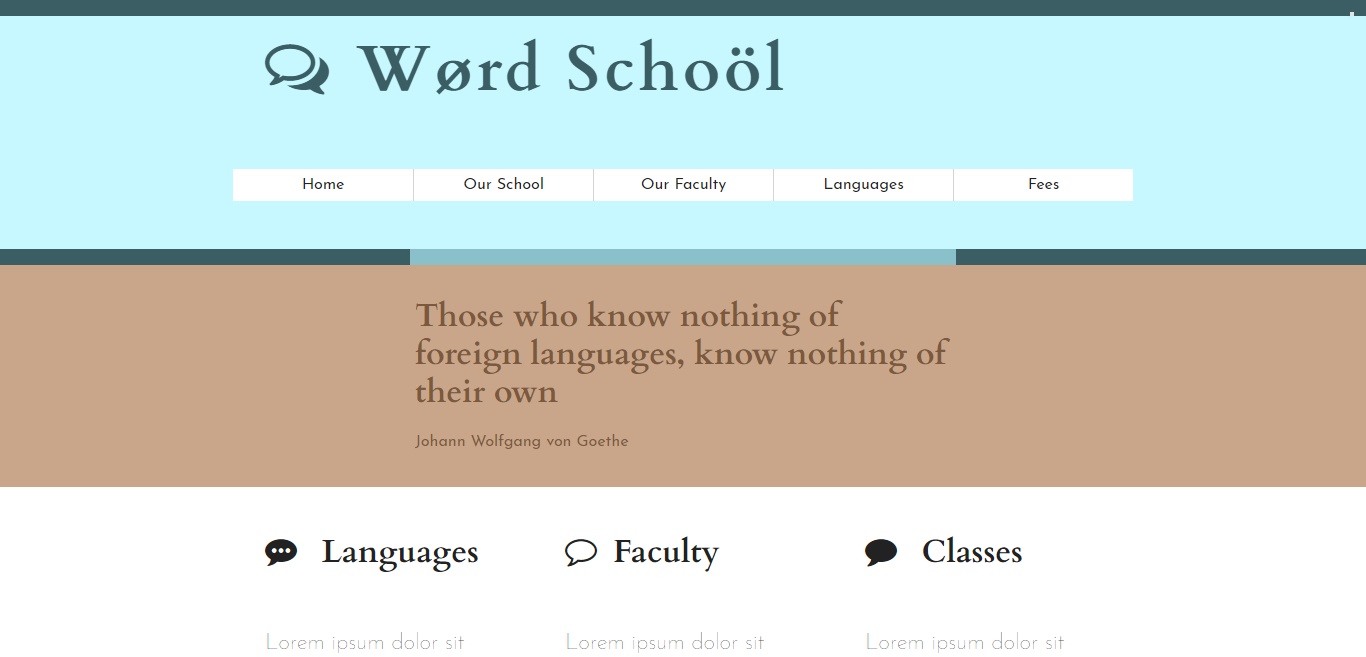 Wørd Schoöl
Home Our School Our Faculty Languages Fees
Those who know nothing of
foreign languages, know nothing of
their own
Johann Wolfgang von Goethe
Languages Faculty Classes
Lorem ipsum dolor sit Lorem ipsum dolor sit Lorem ipsum dolor sit